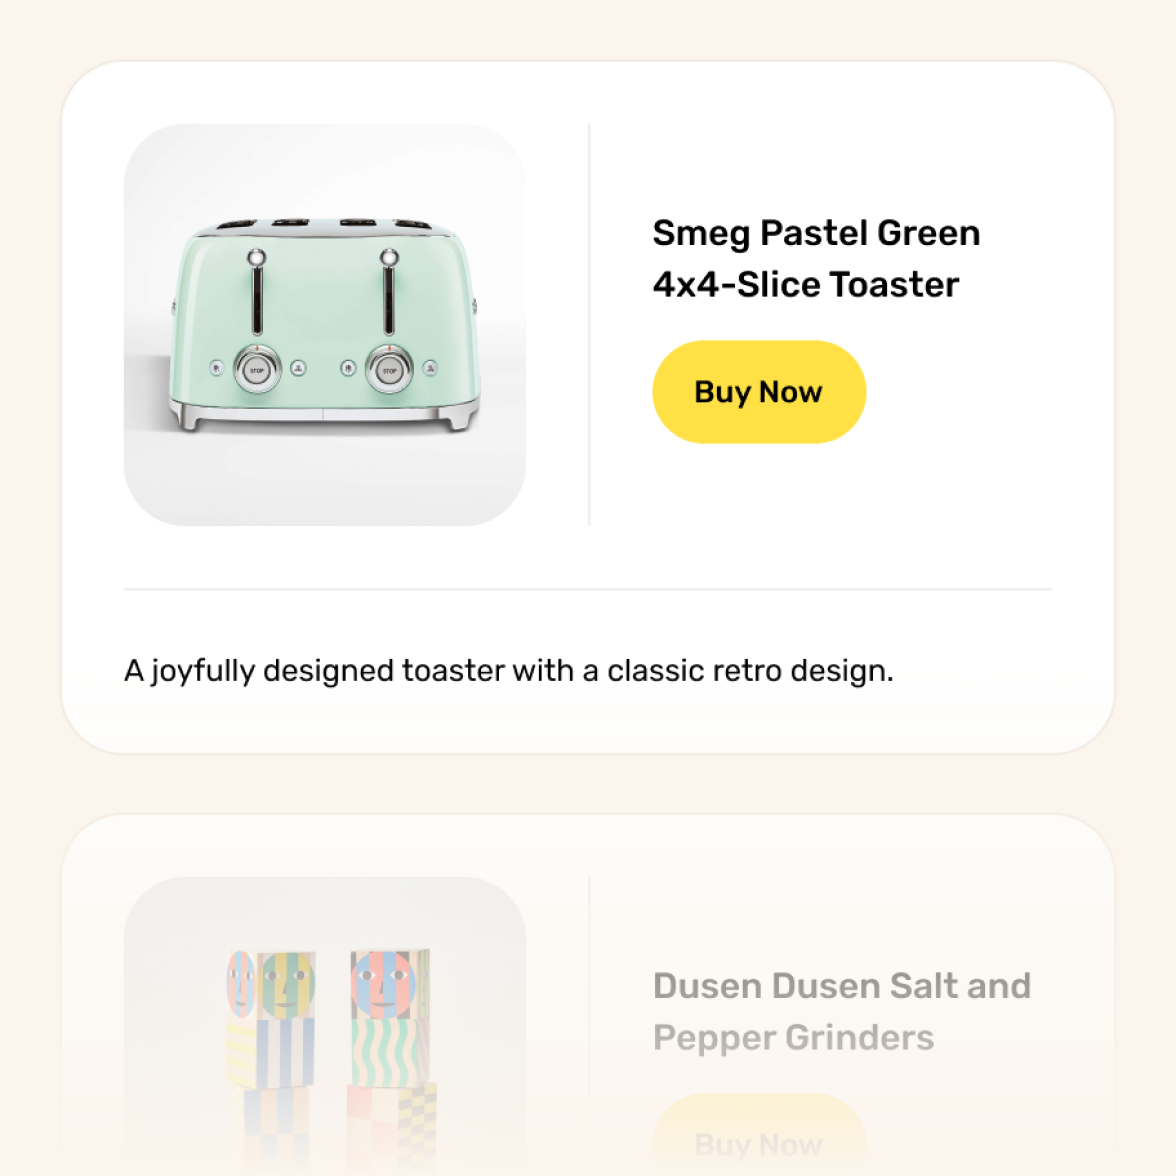 Smeg Pastel Green
4x4-Slice Toaster
Buy Now
STOP
STOP
A joyfully designed toaster with a classic retro design.
Dusen Dusen Salt and
Pepper Grinders
Buy Now